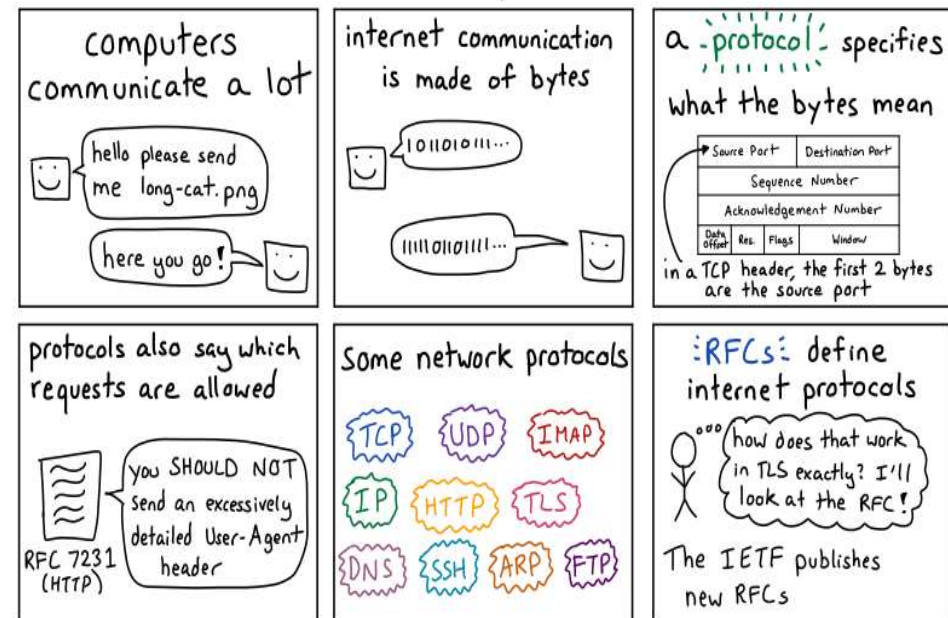 computers
communicate a lot
hello please send
me long-cat.png
here you go!
internet communication
is made of bytes
1011010111...
1111101101111...
a protocol specifies
what the bytes mean
Source Port
Destination Port
Sequence Number
Acknowledgement Number
Data
Offset
Res.
Flags
Window
in a TCP header, the first 2 bytes
are the source port
protocols also say which
requests are allowed
RFC 7231
(HTTP)
you SHOULD NOT
send an excessively
detailed User-Agent
header
Some network protocols
TCP UDP IMAP
IP HTTP TLS
DNS SSH ARP FTP
RFCs define
internet protocols
how does that work
in TLS exactly? I'll
look at the RFC!
The IETF publishes
new RFCs